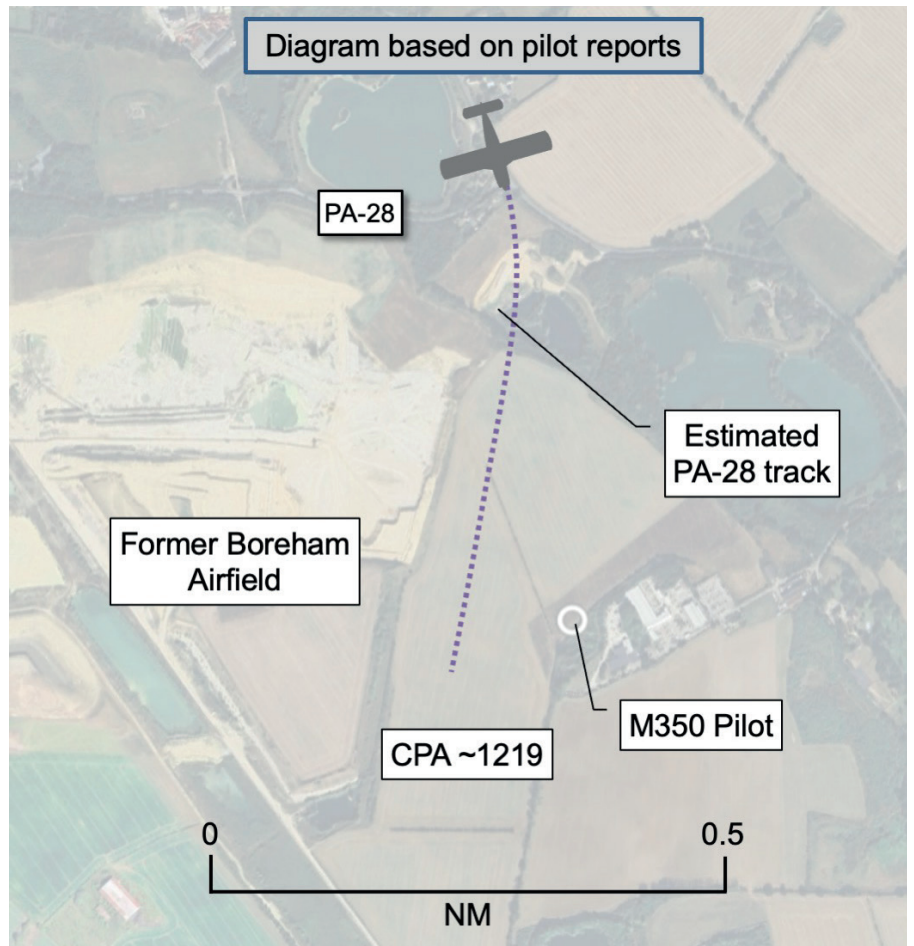 Diagram based on pilot reports
PA-28
Estimated
PA-28 track
Former Boreham
Airfield
M350 Pilot
CPA ~1219
0
0.5
NM